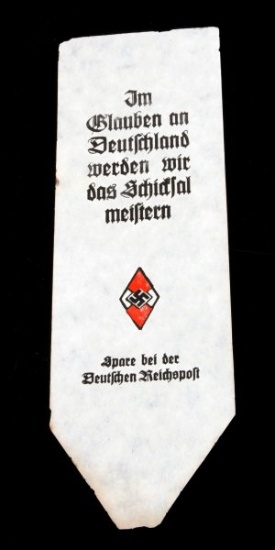 Im
Glauben an
Deutschland
werden wir
das Schicksal
meistern
Spare bei der
Deutschen Reichspost